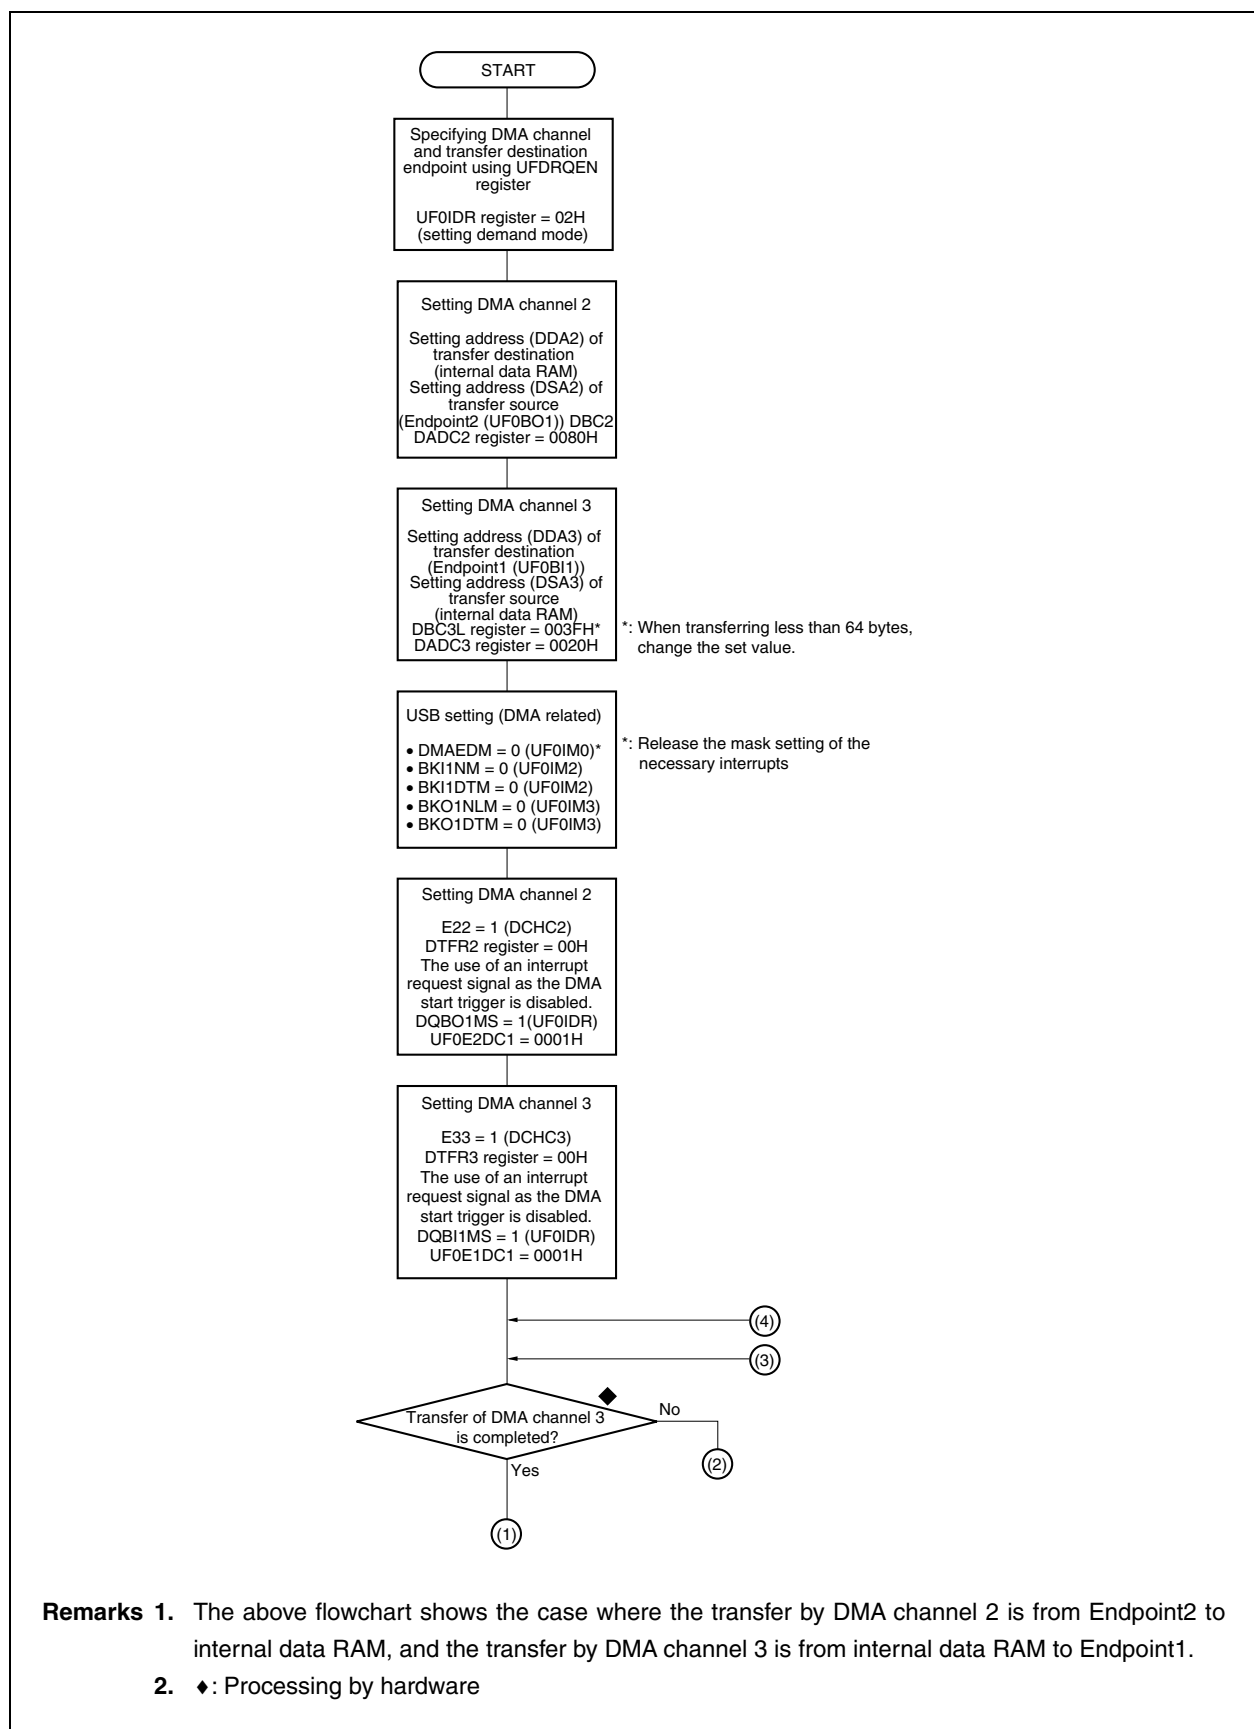 START
Specifying DMA channel
and transfer destination
endpoint using UFDRQEN
register
UF0IDR register = 02H
(setting demand mode)
Setting DMA channel 2
Setting address (DDA2) of
transfer destination
(internal data RAM)
Setting address (DSA2) of
transfer source
(Endpoint2 (UF0BO1)) DBC2
DADC2 register = 0080H
Setting DMA channel 3
Setting address (DDA3) of
transfer destination
(Endpoint1 (UF0BI1))
Setting address (DSA3) of
transfer source
(internal data RAM)
DBC3L register = 003FH*
DADC3 register = 0020H
*: When transferring less than 64 bytes,
change the set value.
USB setting (DMA related)
• DMAEDM = 0 (UF0IM0)*
• BKI1NM = 0 (UF0IM2)
• BKI1DTM = 0 (UF0IM2)
• BKO1NLM = 0 (UF0IM3)
• BKO1DTM = 0 (UF0IM3)
*: Release the mask setting of the
necessary interrupts
Setting DMA channel 2
E22 = 1 (DCHC2)
DTFR2 register = 00H
The use of an interrupt
request signal as the DMA
start trigger is disabled.
DQBO1MS = 1(UF0IDR)
UF0E2DC1 = 0001H
Setting DMA channel 3
E33 = 1 (DCHC3)
DTFR3 register = 00H
The use of an interrupt
request signal as the DMA
start trigger is disabled.
DQBI1MS = 1 (UF0IDR)
UF0E1DC1 = 0001H
(4)
(3)
Transfer of DMA channel 3
is completed?
No
(2)
Yes
(1)
Remarks 1. The above flowchart shows the case where the transfer by DMA channel 2 is from Endpoint2 to
internal data RAM, and the transfer by DMA channel 3 is from internal data RAM to Endpoint1.
2. ♦: Processing by hardware